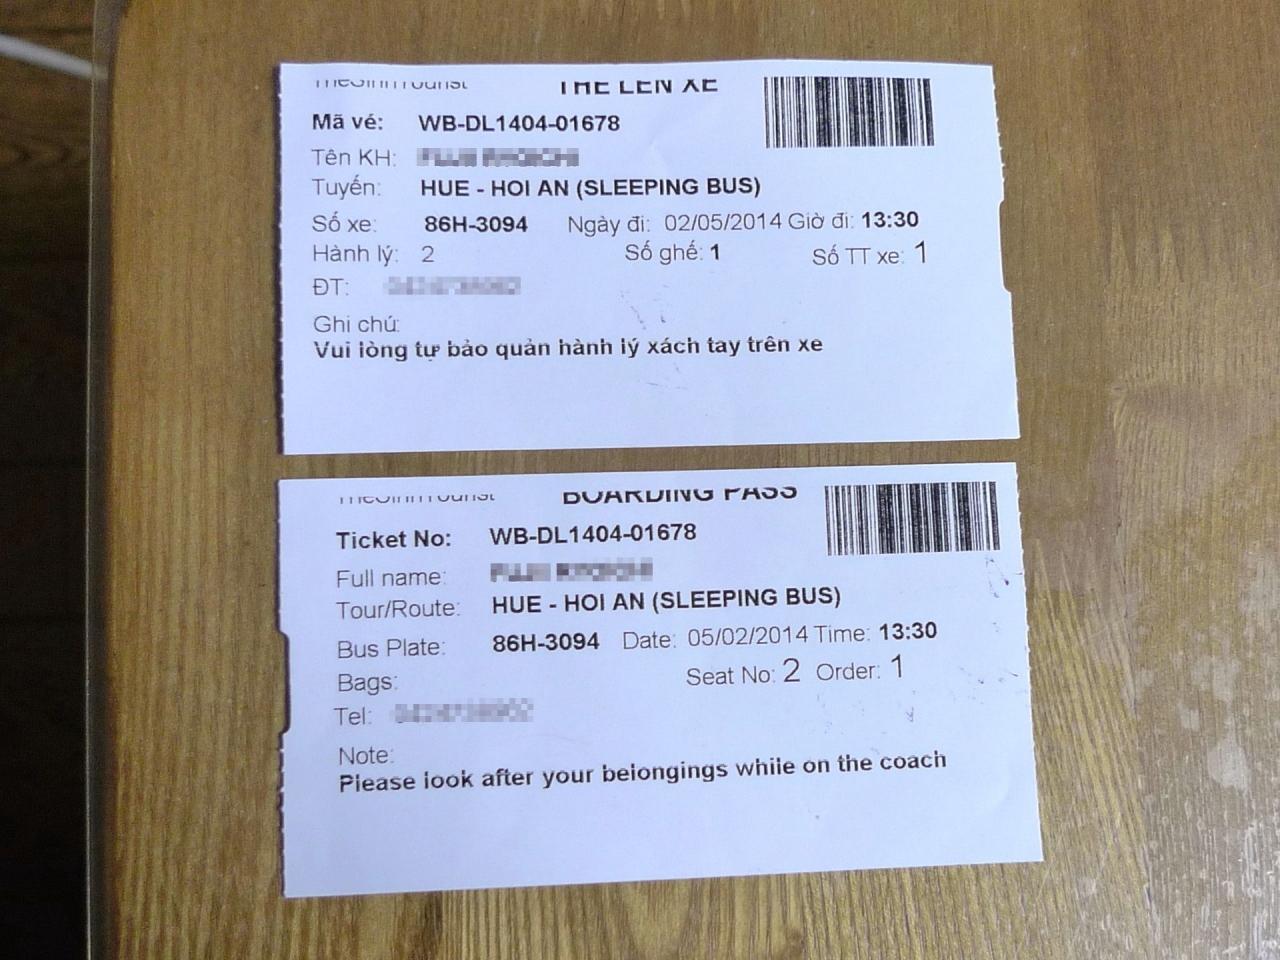 TheSinhTourist THẺ LÊN XE
Mã vé: WB-DL1404-01678
Tên KH:
Tuyến: HUE - HOI AN (SLEEPING BUS)
Số xe: 86H-3094 Ngày đi: 02/05/2014 Giờ đi: 13:30
Hành lý: 2 Số ghế: 1 Số TT xe: 1
ĐT:
Ghi chú:
Vui lòng tự bảo quản hành lý xách tay trên xe
TheSinhTourist BOARDING PASS
Ticket No: WB-DL1404-01678
Full name:
Tour/Route: HUE - HOI AN (SLEEPING BUS)
Bus Plate: 86H-3094 Date: 05/02/2014 Time: 13:30
Bags: Seat No: 2 Order: 1
Tel:
Note:
Please look after your belongings while on the coach